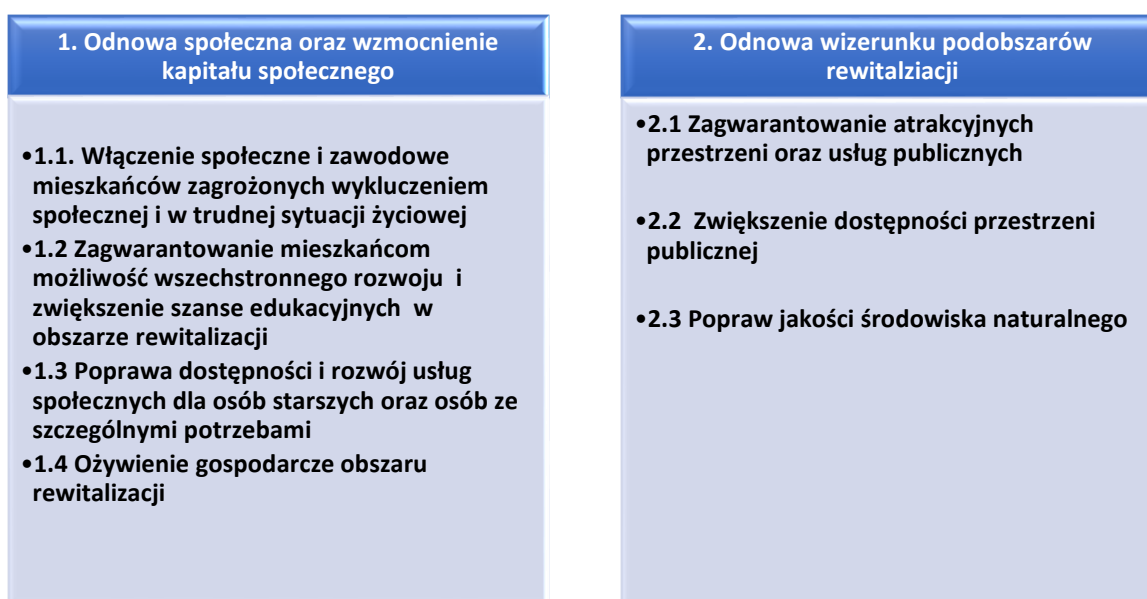 1. Odnowa społeczna oraz wzmocnienie
kapitału społecznego
•1.1. Włączenie społeczne i zawodowe
mieszkańców zagrożonych wykluczeniem
społecznej i w trudnej sytuacji życiowej
•1.2 Zagwarantowanie mieszkańcom
możliwość wszechstronnego rozwoju i
zwiększenie szanse edukacyjnych w
obszarze rewitalizacji
•1.3 Poprawa dostępności i rozwój usług
społecznych dla osób starszych oraz osób ze
szczególnymi potrzebami
•1.4 Ożywienie gospodarcze obszaru
rewitalizacji
2. Odnowa wizerunku podobszarów
rewitalziacji
•2.1 Zagwarantowanie atrakcyjnych
przestrzeni oraz usług publicznych
•2.2 Zwiększenie dostępności przestrzeni
publicznej
•2.3 Popraw jakości środowiska naturalnego